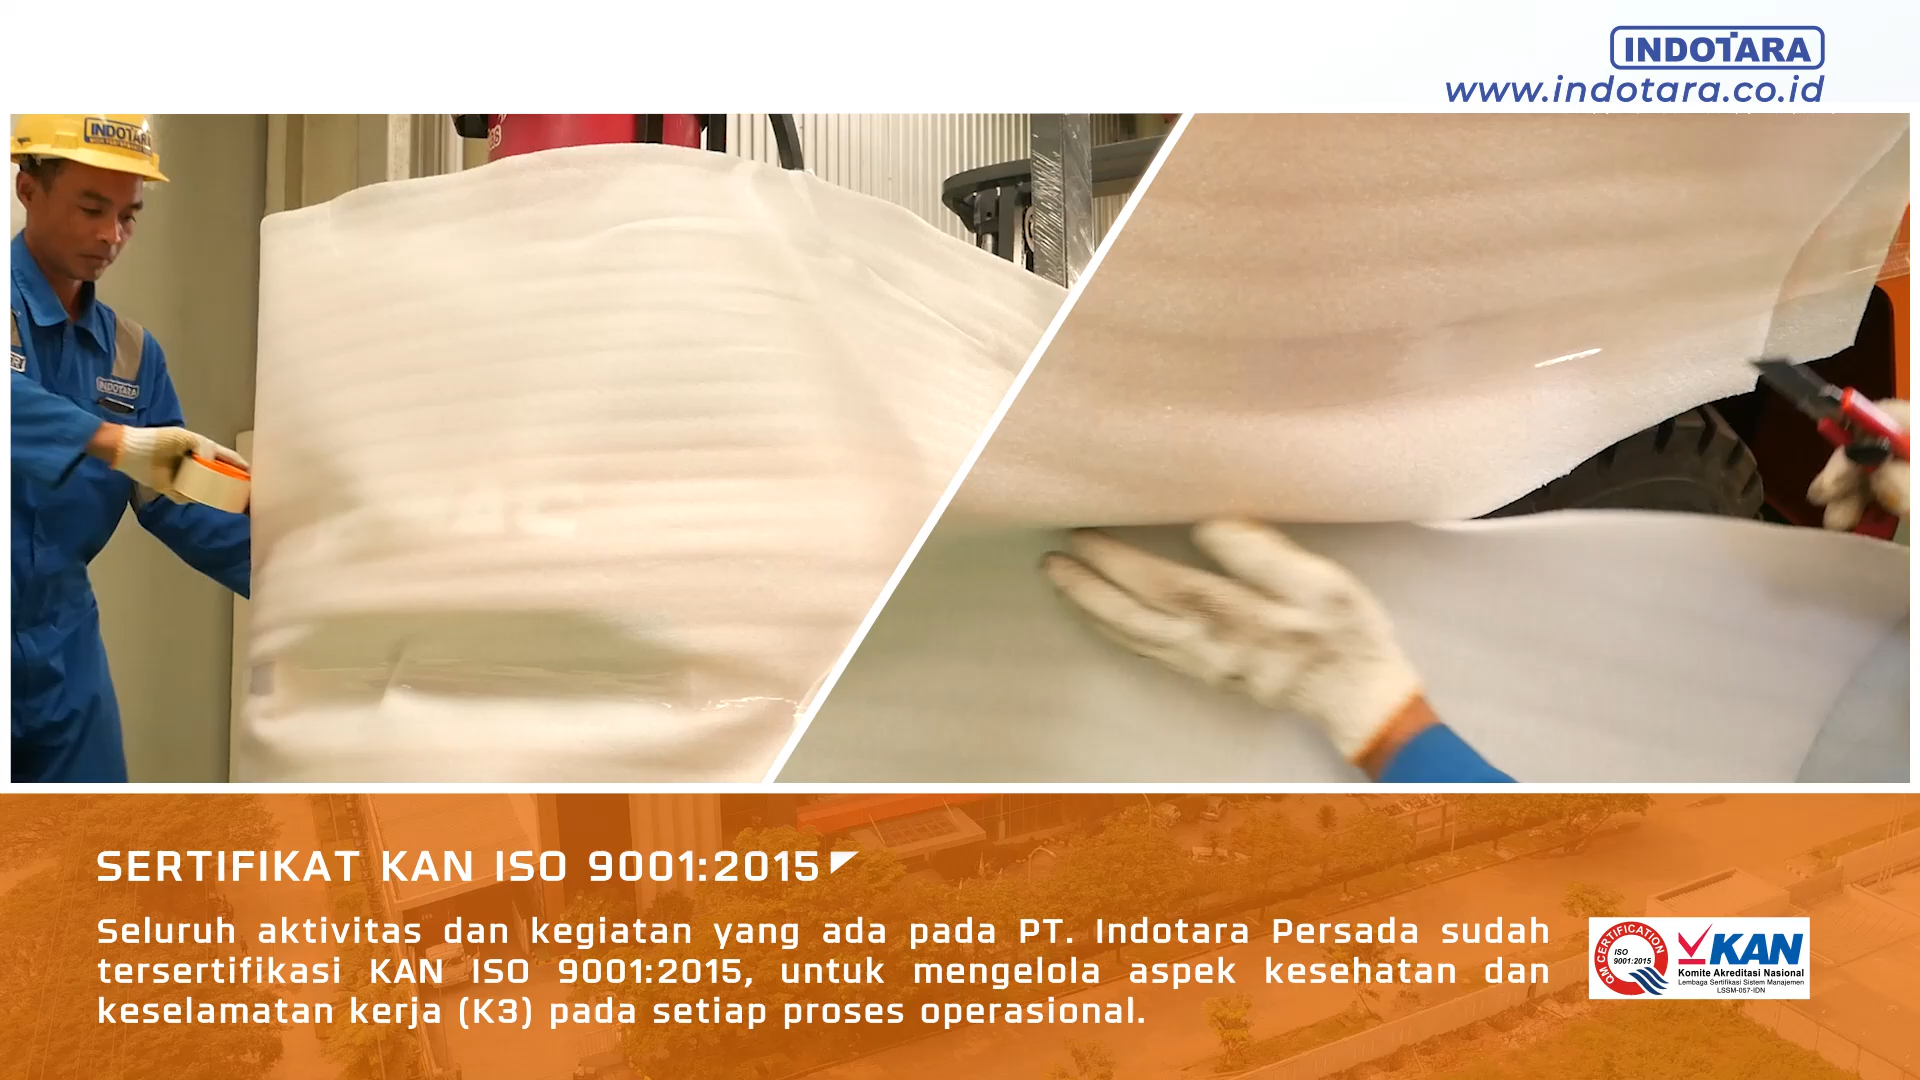 INDOTARA
www.indotara.co.id
INDOTARA
INDOTARA
SERTIFIKAT KAN ISO 9001:2015
Seluruh aktivitas dan kegiatan yang ada pada PT. Indotara Persada sudah
tersertifikasi KAN ISO 9001:2015, untuk mengelola aspek kesehatan dan
keselamatan kerja (K3) pada setiap proses operasional.
QM CERTIFICATION
ISO
9001:2015
KAN
Komite Akreditasi Nasional
Lembaga Sertifikasi Sistem Manajemen
LSSM-057-IDN